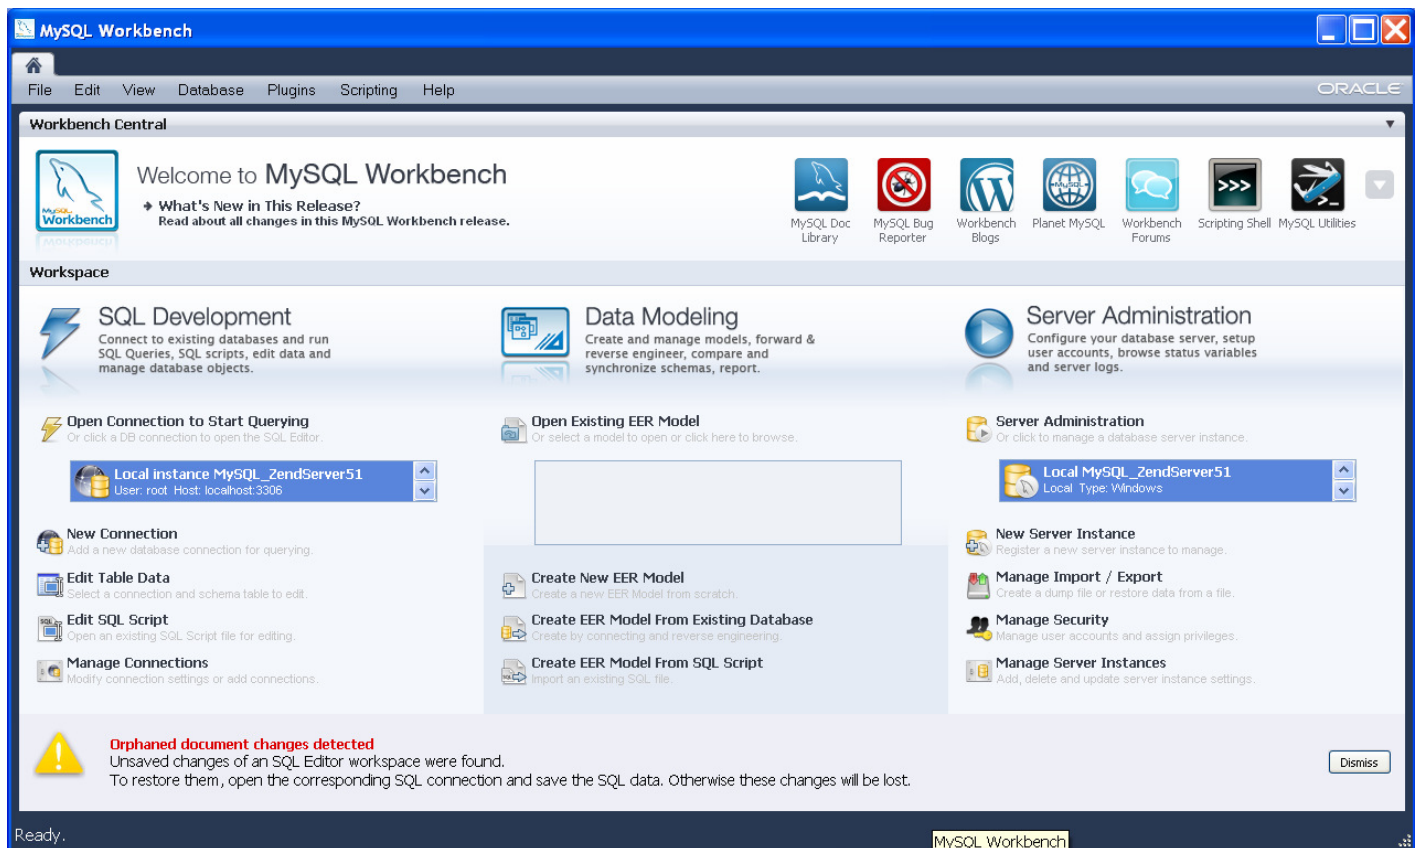 MySQL Workbench
File Edit View Database Plugins Scripting Help
ORACLE
Workbench Central
MySQL
Workbench
Welcome to MySQL Workbench
What's New in This Release?
Read about all changes in this MySQL Workbench release.
MySQL Doc
Library
MySQL Bug
Reporter
Workbench
Blogs
MySQL
Planet MySQL
Workbench
Forums
>>>
Scripting Shell
>_
MySQL Utilities
Workspace
SQL Development
Connect to existing databases and run
SQL Queries, SQL scripts, edit data and
manage database objects.
Open Connection to Start Querying
Or click a DB connection to open the SQL Editor.
Local instance MySQL_ZendServer51
User: root Host: localhost:3306
New Connection
Add a new database connection for querying.
Edit Table Data
Select a connection and schema table to edit.
SQL
Edit SQL Script
Open an existing SQL Script file for editing.
Manage Connections
Modify connection settings or add connections.
Data Modeling
Create and manage models, forward &
reverse engineer, compare and
synchronize schemas, report.
Open Existing EER Model
Or select a model to open or click here to browse.
Create New EER Model
Create a new EER Model from scratch.
Create EER Model From Existing Database
Create by connecting and reverse engineering.
SQL
Create EER Model From SQL Script
Import an existing SQL file.
Server Administration
Configure your database server, setup
user accounts, browse status variables
and server logs.
Server Administration
Or click to manage a database server instance.
Local MySQL_ZendServer51
Local Type: Windows
New Server Instance
Register a new server instance to manage.
Manage Import / Export
Create a dump file or restore data from a file.
Manage Security
Manage user accounts and assign privileges.
Manage Server Instances
Add, delete and update server instance settings.
Orphaned document changes detected
Unsaved changes of an SQL Editor workspace were found.
To restore them, open the corresponding SQL connection and save the SQL data. Otherwise these changes will be lost.
Dismiss
Ready.
MySQL Workbench